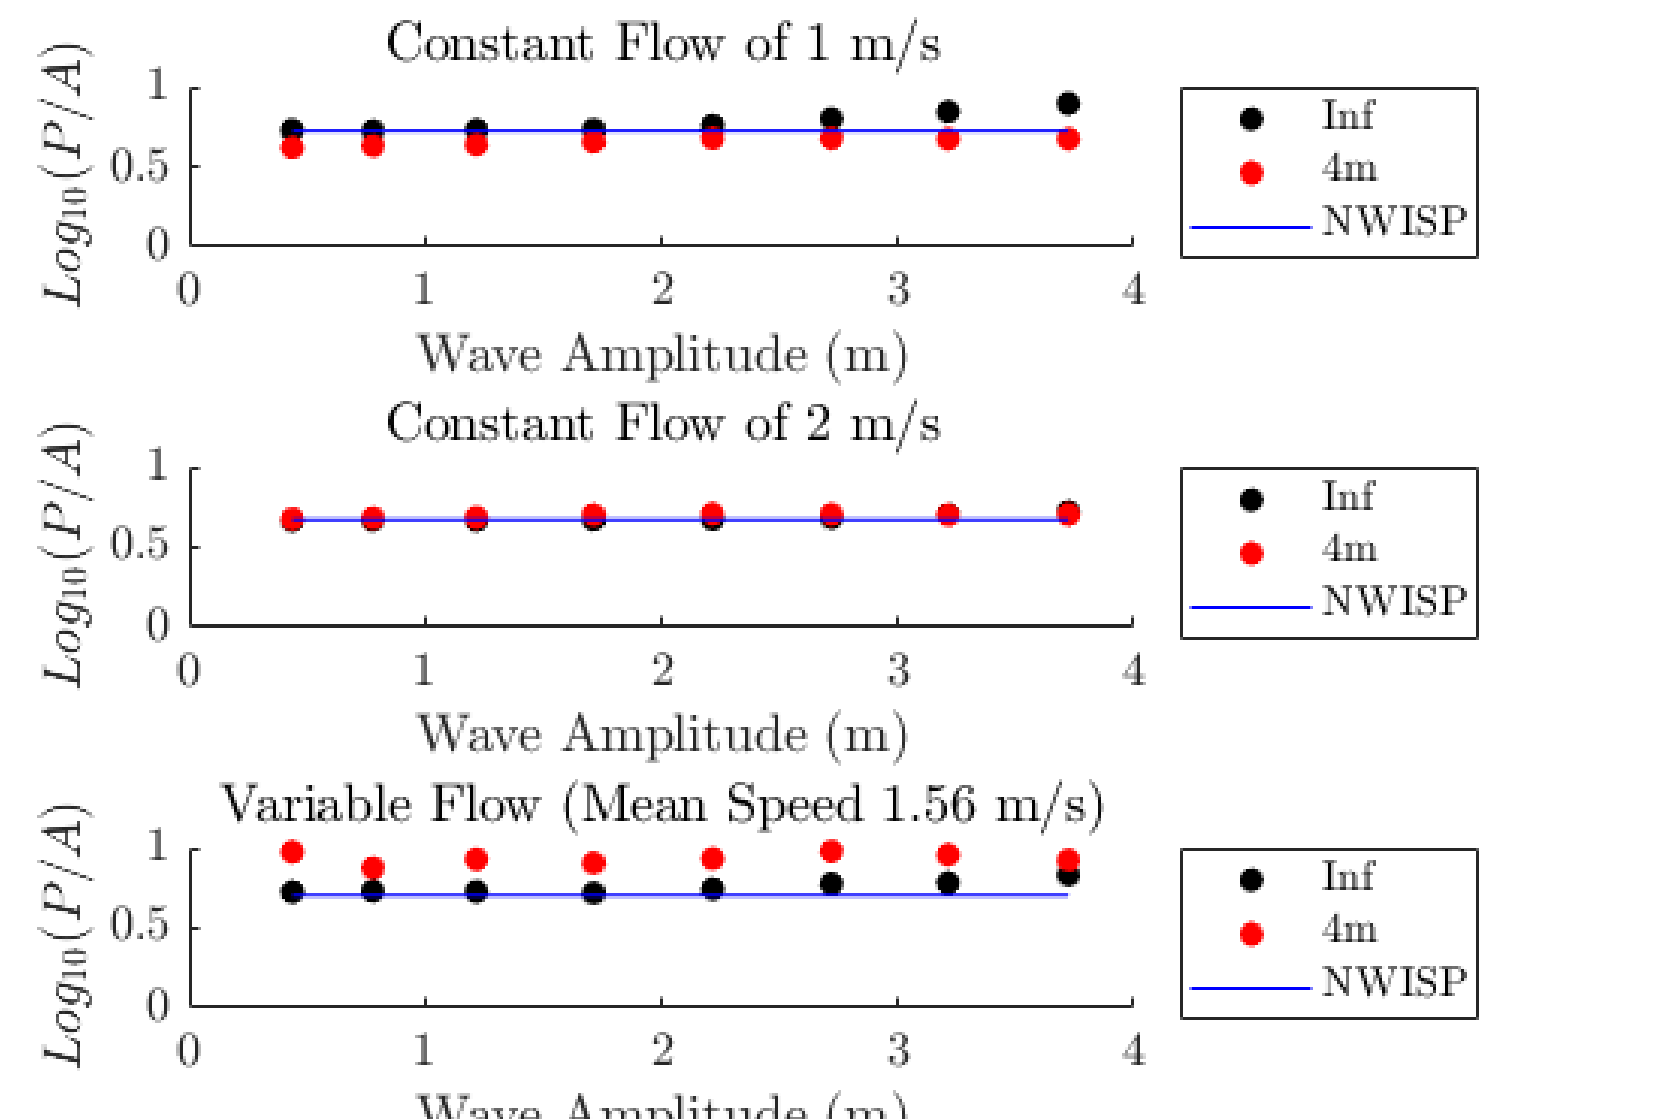 Constant Flow of 1 m/s
Log₁₀(P/A)
1
0.5
0
0 1 2 3 4
Wave Amplitude (m)
Inf
4m
NWISP
Constant Flow of 2 m/s
Log₁₀(P/A)
1
0.5
0
0 1 2 3 4
Wave Amplitude (m)
Inf
4m
NWISP
Variable Flow (Mean Speed 1.56 m/s)
Log₁₀(P/A)
1
0.5
0
0 1 2 3 4
Wave Amplitude (m)
Inf
4m
NWISP